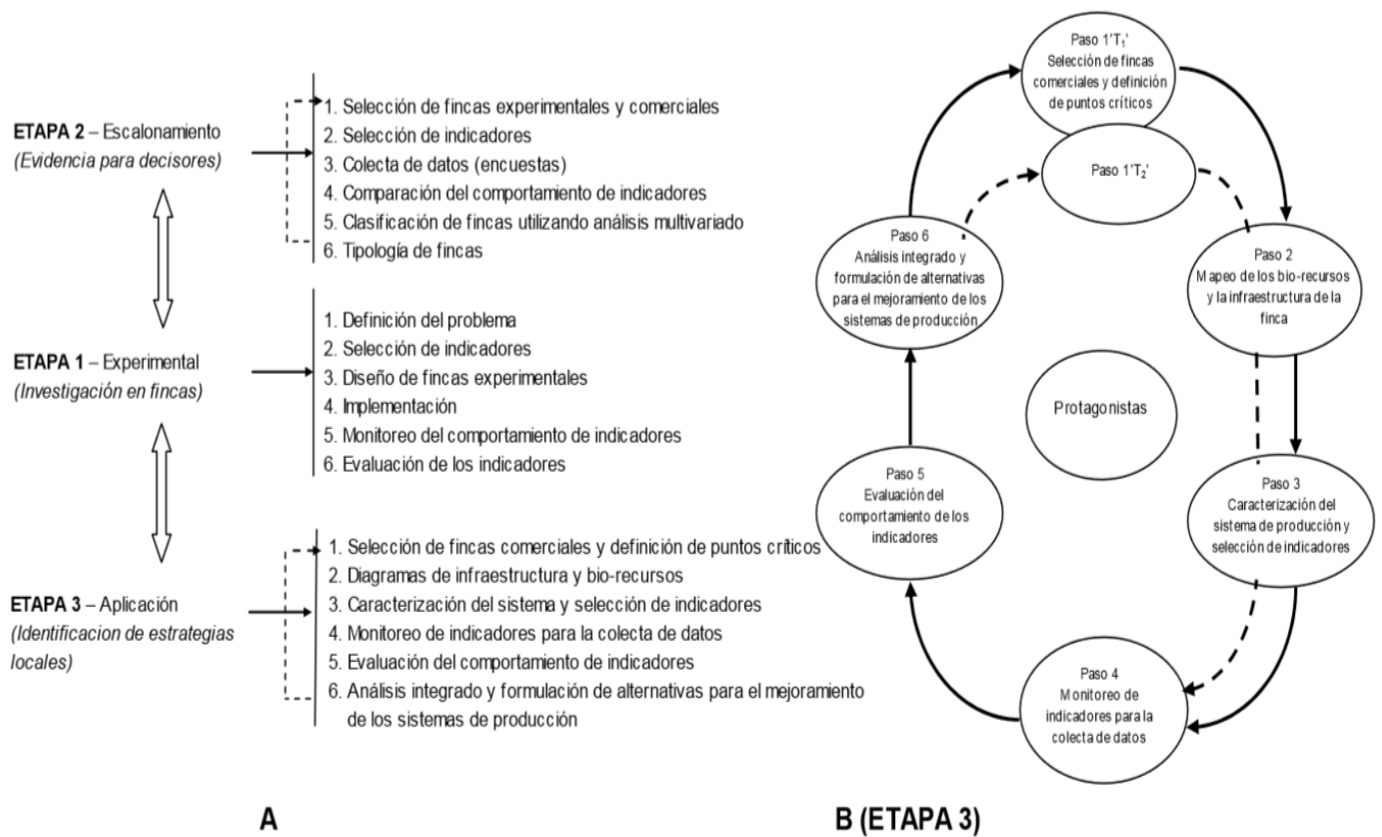 ETAPA 2 – Escalonamiento
(Evidencia para decisores)
1. Selección de fincas experimentales y comerciales
2. Selección de indicadores
3. Colecta de datos (encuestas)
4. Comparación del comportamiento de indicadores
5. Clasificación de fincas utilizando análisis multivariado
6. Tipología de fincas
ETAPA 1 – Experimental
(Investigación en fincas)
1. Definición del problema
2. Selección de indicadores
3. Diseño de fincas experimentales
4. Implementación
5. Monitoreo del comportamiento de indicadores
6. Evaluación de los indicadores
ETAPA 3 – Aplicación
(Identificacion de estrategias
locales)
1. Selección de fincas comerciales y definición de puntos críticos
2. Diagramas de infraestructura y bio-recursos
3. Caracterización del sistema y selección de indicadores
4. Monitoreo de indicadores para la colecta de datos
5. Evaluación del comportamiento de indicadores
6. Análisis integrado y formulación de alternativas para el mejoramiento
de los sistemas de producción
A
Paso 1'T₁'
Selección de fincas
comerciales y definición
de puntos críticos
Paso 1'T₂'
Paso 2
Mapeo de los bio-recursos
y la infraestructura de la
finca
Paso 3
Caracterización del
sistema de producción y
selección de indicadores
Paso 4
Monitoreo de
indicadores para la
colecta de datos
Paso 5
Evaluación del
comportamiento de los
indicadores
Paso 6
Análisis integrado y
formulación de alternativas
para el mejoramiento de los
sistemas de producción
Protagonistas
B (ETAPA 3)